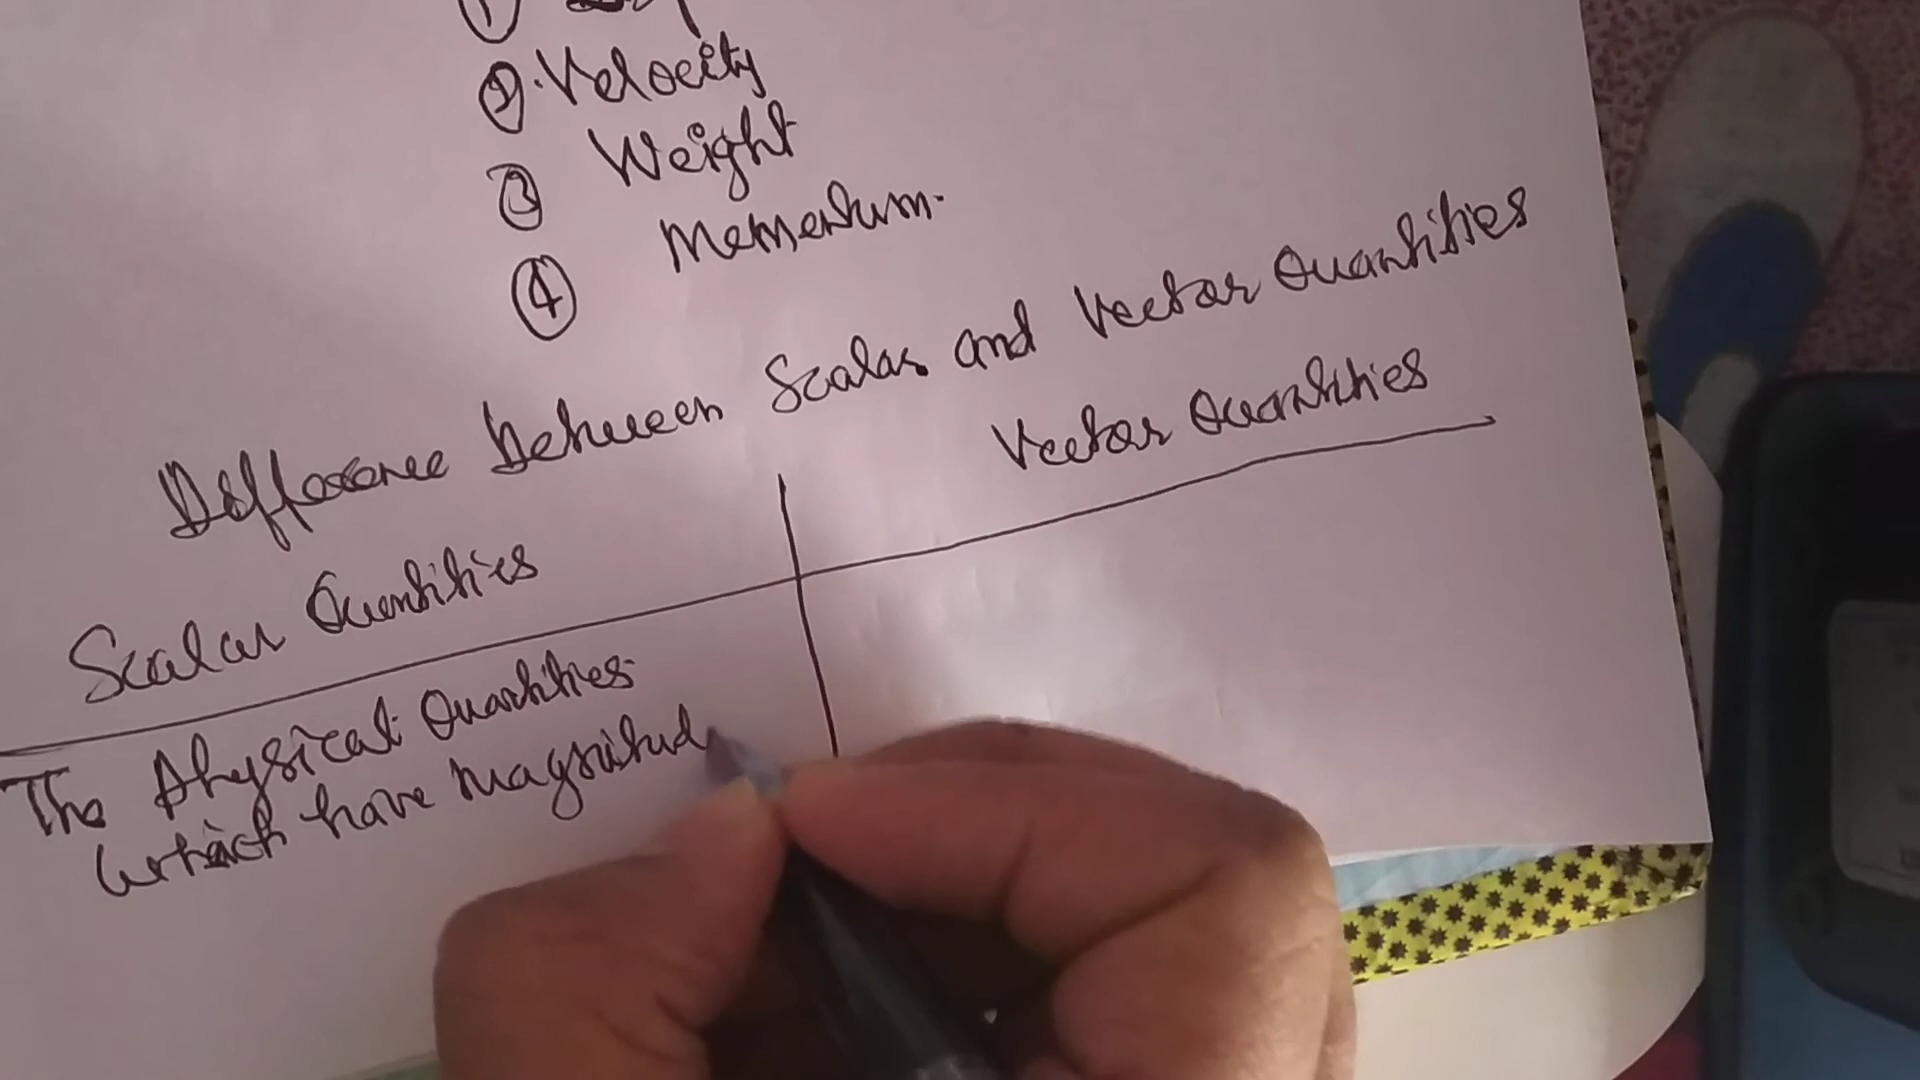 ①
② · Velocity
③ Weight
④ Momentum.
Difference Between Scalar and Vector Quantities
Scalar Quantities
Vector Quantities
The Physical Quantities
which have magnitud